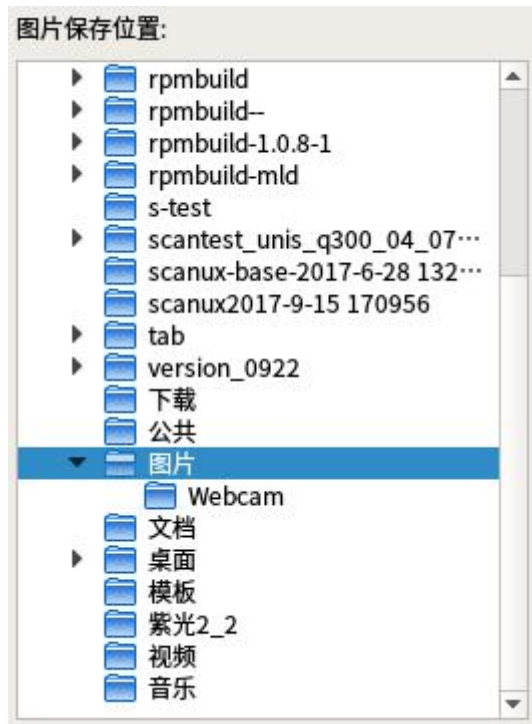 图片保存位置:
rpmbuild
rpmbuild--
rpmbuild-1.0.8-1
rpmbuild-mld
s-test
scantest_unis_q300_04_07···
scanux-base-2017-6-28 132···
scanux2017-9-15 170956
tab
version_0922
下载
公共
图片
Webcam
文档
桌面
模板
紫光2_2
视频
音乐